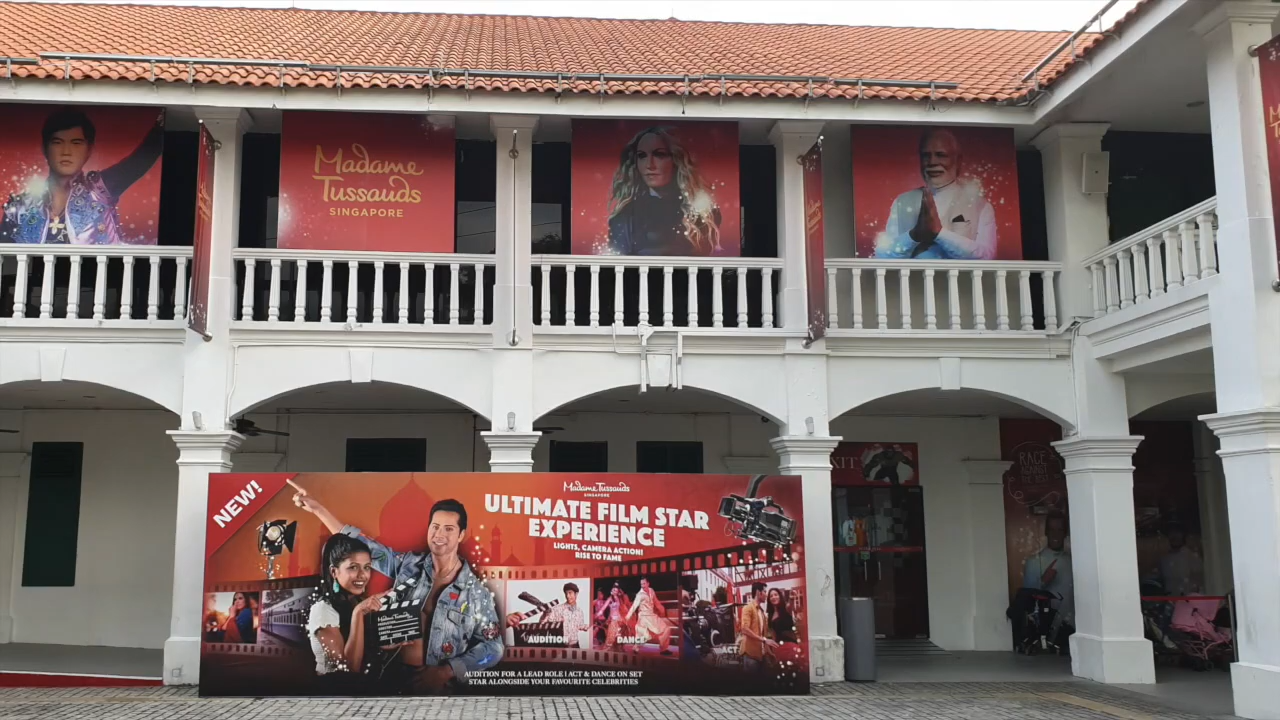 Madame
Tussauds
SINGAPORE
NEW!
Madame Tussauds
SINGAPORE
ULTIMATE FILM STAR
EXPERIENCE
LIGHTS, CAMERA ACTION!
RISE TO FAME
AUDITION
DANCE
ACT
AUDITION FOR A LEAD ROLE | ACT & DANCE ON SET
STAR ALONGSIDE YOUR FAVOURITE CELEBRITIES
RACE